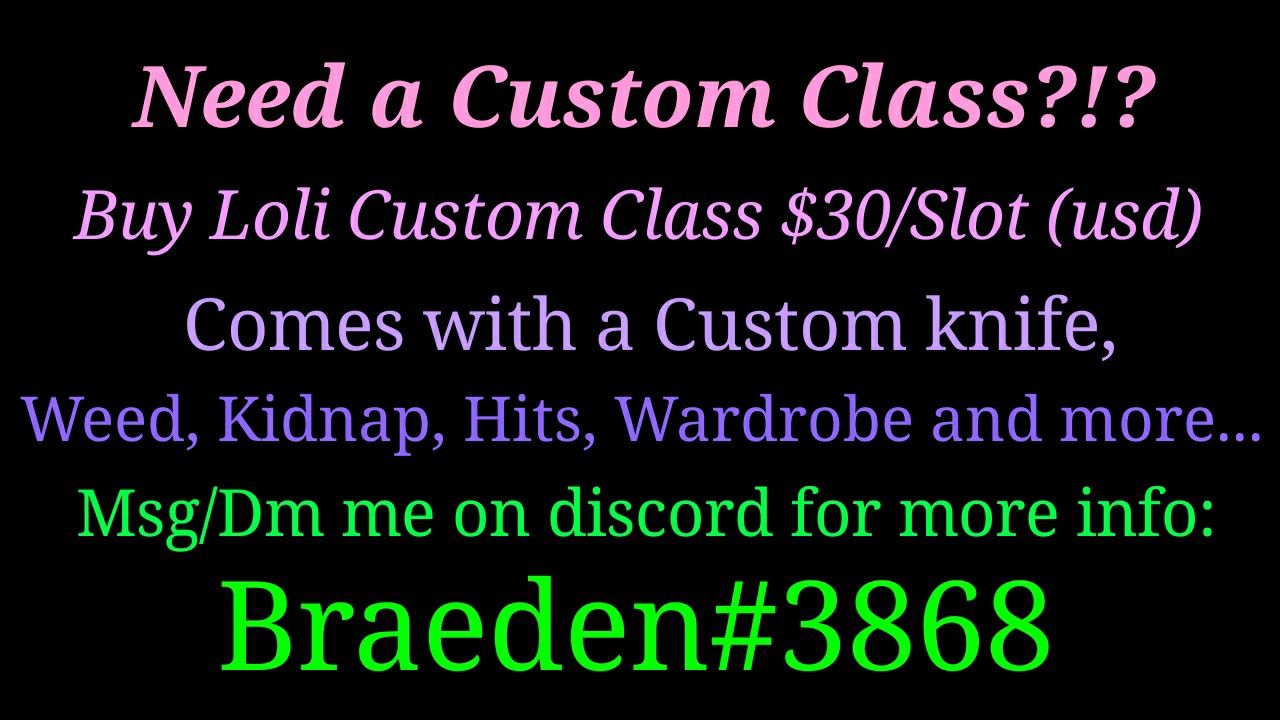 Need a Custom Class?!?
Buy Loli Custom Class $30/Slot (usd)
Comes with a Custom knife,
Weed, Kidnap, Hits, Wardrobe and more...
Msg/Dm me on discord for more info:
Braeden#3868